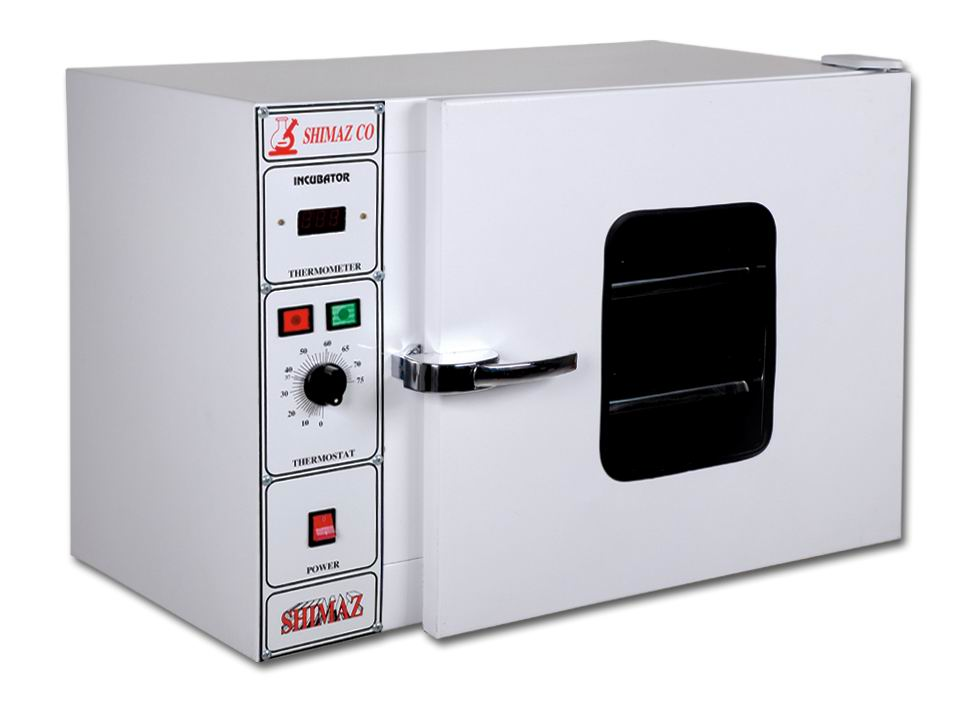 SHIMAZ CO
INCUBATOR
THERMOMETER
50
60
65
40
70
37
75
30
20
10
0
THERMOSTAT
POWER
SHIMAZ